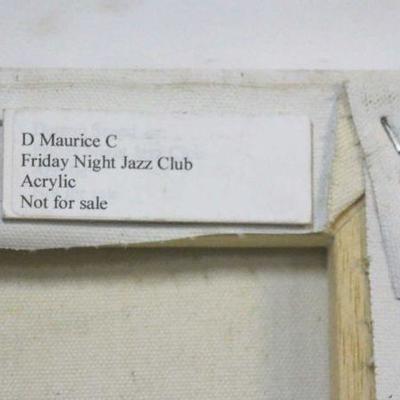 D Maurice C
Friday Night Jazz Club
Acrylic
Not for sale